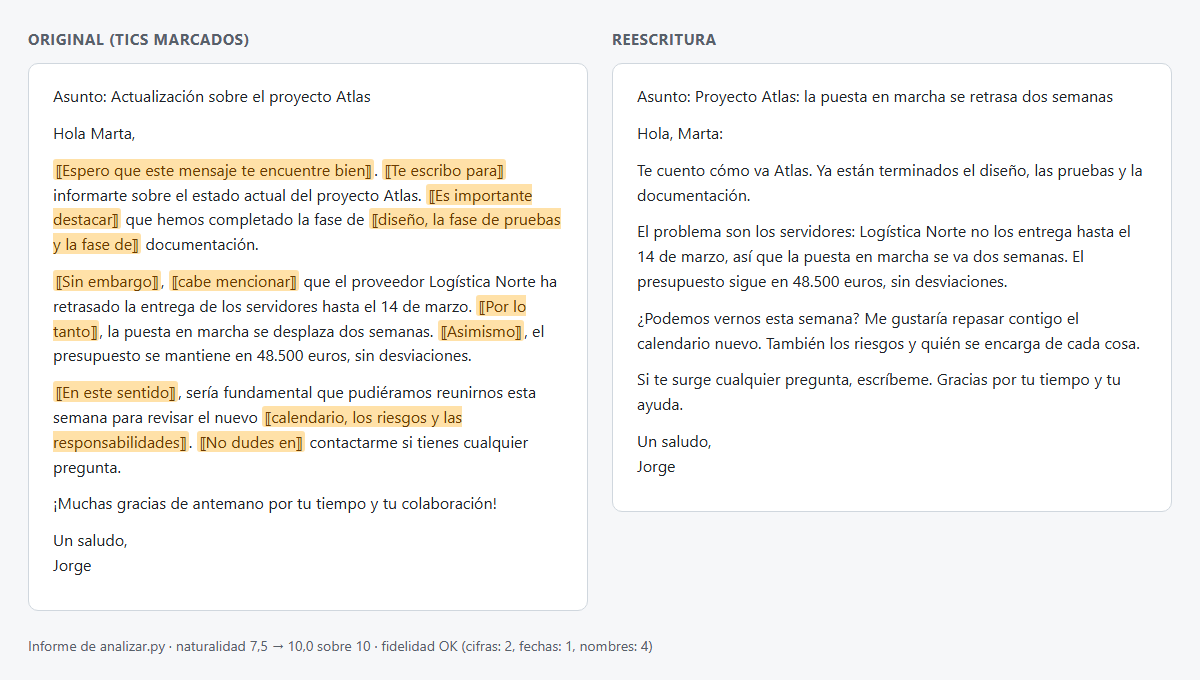 ORIGINAL (TICS MARCADOS)
Asunto: Actualización sobre el proyecto Atlas
Hola Marta,
⟦Espero que este mensaje te encuentre bien⟧. ⟦Te escribo para⟧
informarte sobre el estado actual del proyecto Atlas. ⟦Es importante
destacar⟧ que hemos completado la fase de ⟦diseño, la fase de pruebas
y la fase de⟧ documentación.
⟦Sin embargo⟧, ⟦cabe mencionar⟧ que el proveedor Logística Norte ha
retrasado la entrega de los servidores hasta el 14 de marzo. ⟦Por lo
tanto⟧, la puesta en marcha se desplaza dos semanas. ⟦Asimismo⟧, el
presupuesto se mantiene en 48.500 euros, sin desviaciones.
⟦En este sentido⟧, sería fundamental que pudiéramos reunirnos esta
semana para revisar el nuevo ⟦calendario, los riesgos y las
responsabilidades⟧. ⟦No dudes en⟧ contactarme si tienes cualquier
pregunta.
¡Muchas gracias de antemano por tu tiempo y tu colaboración!
Un saludo,
Jorge
REESCRITURA
Asunto: Proyecto Atlas: la puesta en marcha se retrasa dos semanas
Hola, Marta:
Te cuento cómo va Atlas. Ya están terminados el diseño, las pruebas y la
documentación.
El problema son los servidores: Logística Norte no los entrega hasta el
14 de marzo, así que la puesta en marcha se va dos semanas. El
presupuesto sigue en 48.500 euros, sin desviaciones.
¿Podemos vernos esta semana? Me gustaría repasar contigo el
calendario nuevo. También los riesgos y quién se encarga de cada cosa.
Si te surge cualquier pregunta, escríbeme. Gracias por tu tiempo y tu
ayuda.
Un saludo,
Jorge
Informe de analizar.py · naturalidad 7,5 → 10,0 sobre 10 · fidelidad OK (cifras: 2, fechas: 1, nombres: 4)